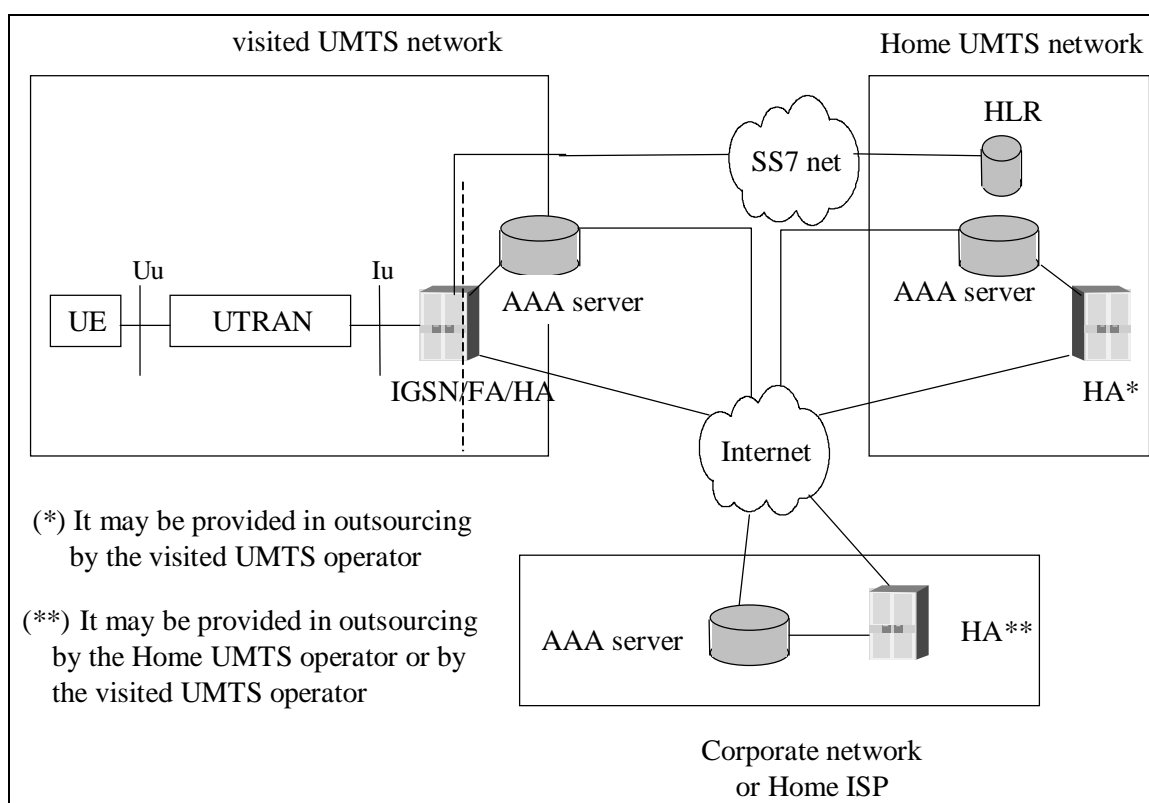 visited UMTS network
Home UMTS network
HLR
SS7 net
Uu
Iu
AAA server
AAA server
UE
UTRAN
IGSN/FA/HA
HA*
Internet
(*) It may be provided in outsourcing
by the visited UMTS operator
(**) It may be provided in outsourcing
by the Home UMTS operator or by
the visited UMTS operator
AAA server
HA**
Corporate network
or Home ISP